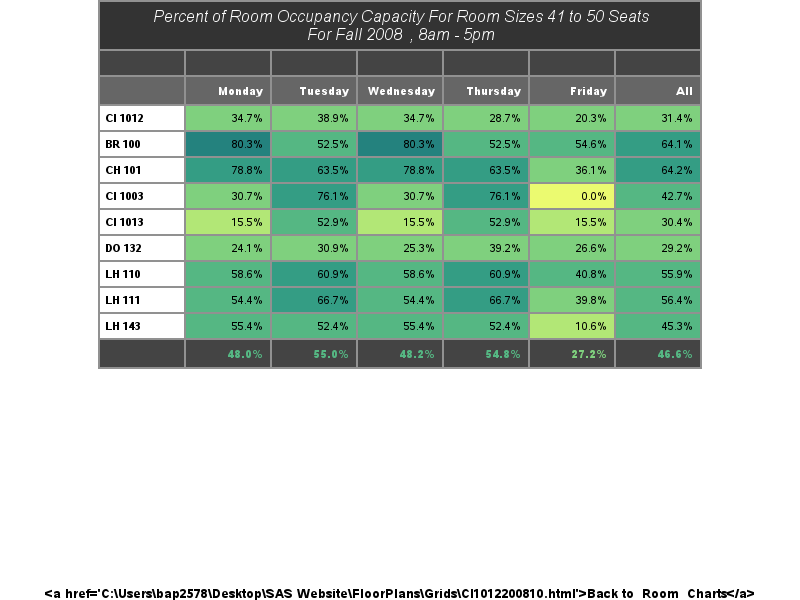 Percent of Room Occupancy Capacity For Room Sizes 41 to 50 Seats
For Fall 2008 , 8am - 5pm
Monday Tuesday Wednesday Thursday Friday All
CI 1012 34.7% 38.9% 34.7% 28.7% 20.3% 31.4%
BR 100 80.3% 52.5% 80.3% 52.5% 54.6% 64.1%
CH 101 78.8% 63.5% 78.8% 63.5% 36.1% 64.2%
CI 1003 30.7% 76.1% 30.7% 76.1% 0.0% 42.7%
CI 1013 15.5% 52.9% 15.5% 52.9% 15.5% 30.4%
DO 132 24.1% 30.9% 25.3% 39.2% 26.6% 29.2%
LH 110 58.6% 60.9% 58.6% 60.9% 40.8% 55.9%
LH 111 54.4% 66.7% 54.4% 66.7% 39.8% 56.4%
LH 143 55.4% 52.4% 55.4% 52.4% 10.6% 45.3%
48.0% 55.0% 48.2% 54.8% 27.2% 46.6%
<a href='C:\Users\bap2578\Desktop\SAS Website\FloorPlans\Grids\CI1012200810.html'>Back to Room Charts</a>